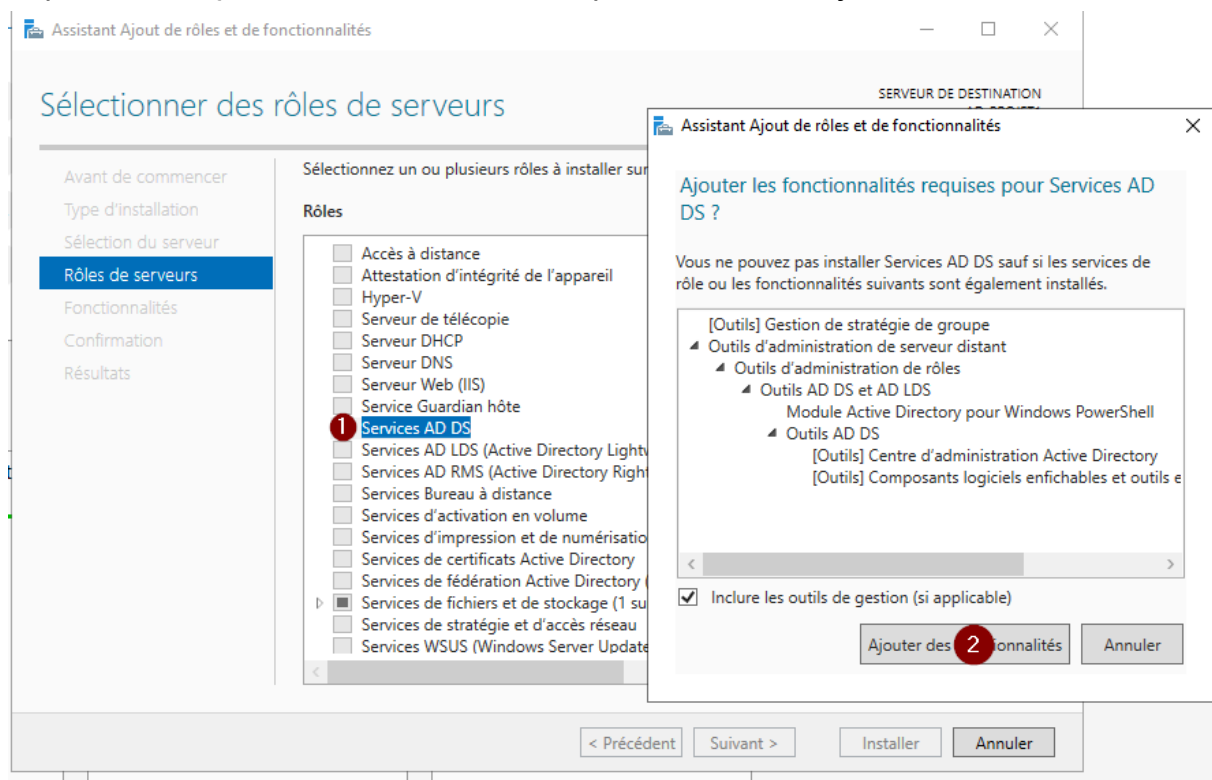 Assistant Ajout de rôles et de fonctionnalités
Sélectionner des rôles de serveurs
SERVEUR DE DESTINATION
Avant de commencer
Type d'installation
Sélection du serveur
Rôles de serveurs
Fonctionnalités
Confirmation
Résultats
Sélectionnez un ou plusieurs rôles à installer sur
Rôles
Accès à distance
Attestation d'intégrité de l'appareil
Hyper-V
Serveur de télécopie
Serveur DHCP
Serveur DNS
Serveur Web (IIS)
Service Guardian hôte
1 Services AD DS
Services AD LDS (Active Directory Lightw
Services AD RMS (Active Directory Right
Services Bureau à distance
Services d'activation en volume
Services d'impression et de numérisatio
Services de certificats Active Directory
Services de fédération Active Directory (
Services de fichiers et de stockage (1 su
Services de stratégie et d'accès réseau
Services WSUS (Windows Server Update
< Précédent
Suivant >
Installer
Annuler
Assistant Ajout de rôles et de fonctionnalités
Ajouter les fonctionnalités requises pour Services AD
DS ?
Vous ne pouvez pas installer Services AD DS sauf si les services de
rôle ou les fonctionnalités suivants sont également installés.
[Outils] Gestion de stratégie de groupe
Outils d'administration de serveur distant
Outils d'administration de rôles
Outils AD DS et AD LDS
Module Active Directory pour Windows PowerShell
Outils AD DS
[Outils] Centre d'administration Active Directory
[Outils] Composants logiciels enfichables et outils e
Inclure les outils de gestion (si applicable)
Ajouter des 2 ionnalités
Annuler